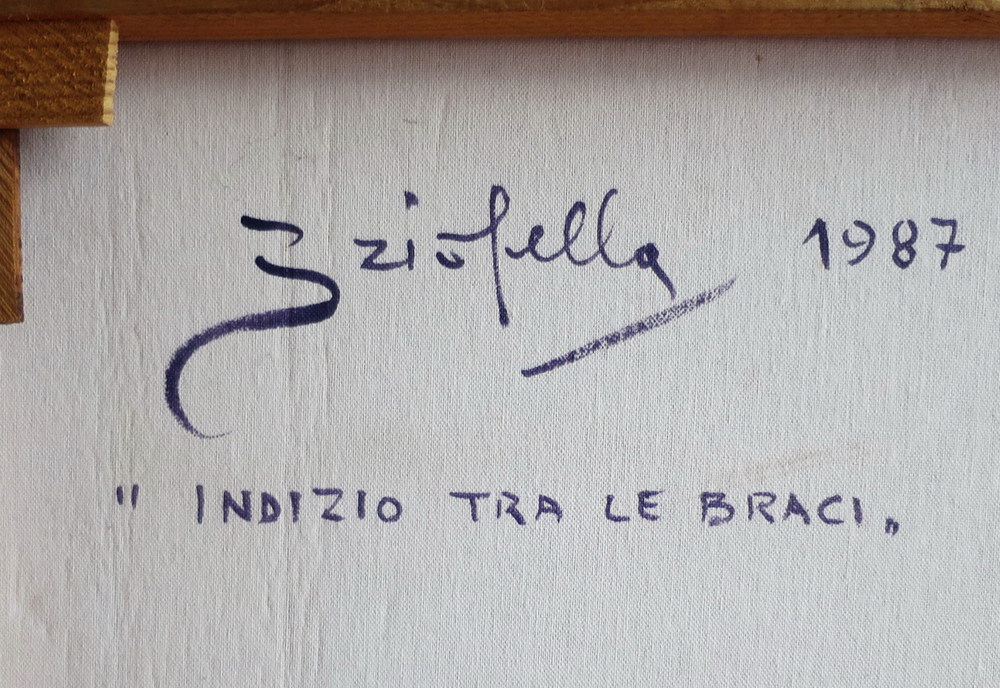 1987
" INDIZIO TRA LE BRACI „